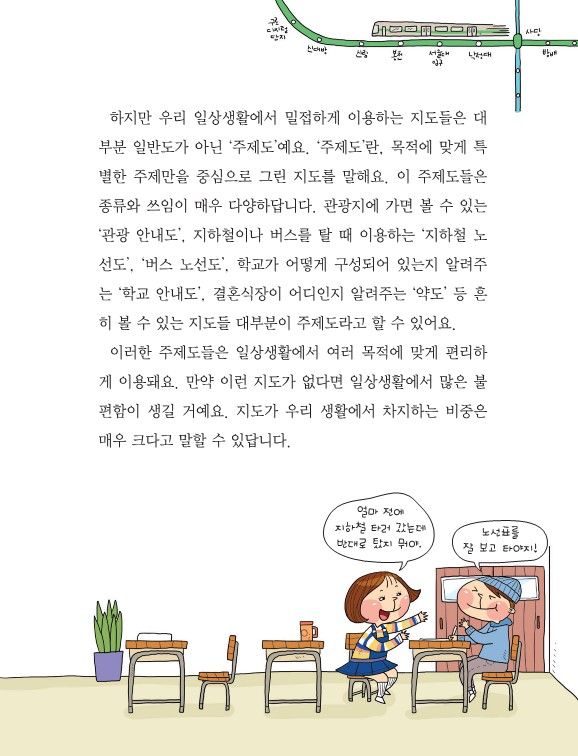 구로
디지털
단지
신대방
신림
봉천
서울대
입구
낙성대
사당
방배
하지만 우리 일상생활에서 밀접하게 이용하는 지도들은 대
부분 일반도가 아닌 ‘주제도’예요. ‘주제도’란, 목적에 맞게 특
별한 주제만을 중심으로 그린 지도를 말해요. 이 주제도들은
종류와 쓰임이 매우 다양하답니다. 관광지에 가면 볼 수 있는
‘관광 안내도’, 지하철이나 버스를 탈 때 이용하는 ‘지하철 노
선도’, ‘버스 노선도’, 학교가 어떻게 구성되어 있는지 알려주
는 ‘학교 안내도’, 결혼식장이 어디인지 알려주는 ‘약도’ 등 흔
히 볼 수 있는 지도들 대부분이 주제도라고 할 수 있어요.
이러한 주제도들은 일상생활에서 여러 목적에 맞게 편리하
게 이용돼요. 만약 이런 지도가 없다면 일상생활에서 많은 불
편함이 생길 거예요. 지도가 우리 생활에서 차지하는 비중은
매우 크다고 말할 수 있답니다.
얼마 전에
지하철 타러 갔는데
반대로 탔지 뭐야.
노선표를
잘 보고 타야지!